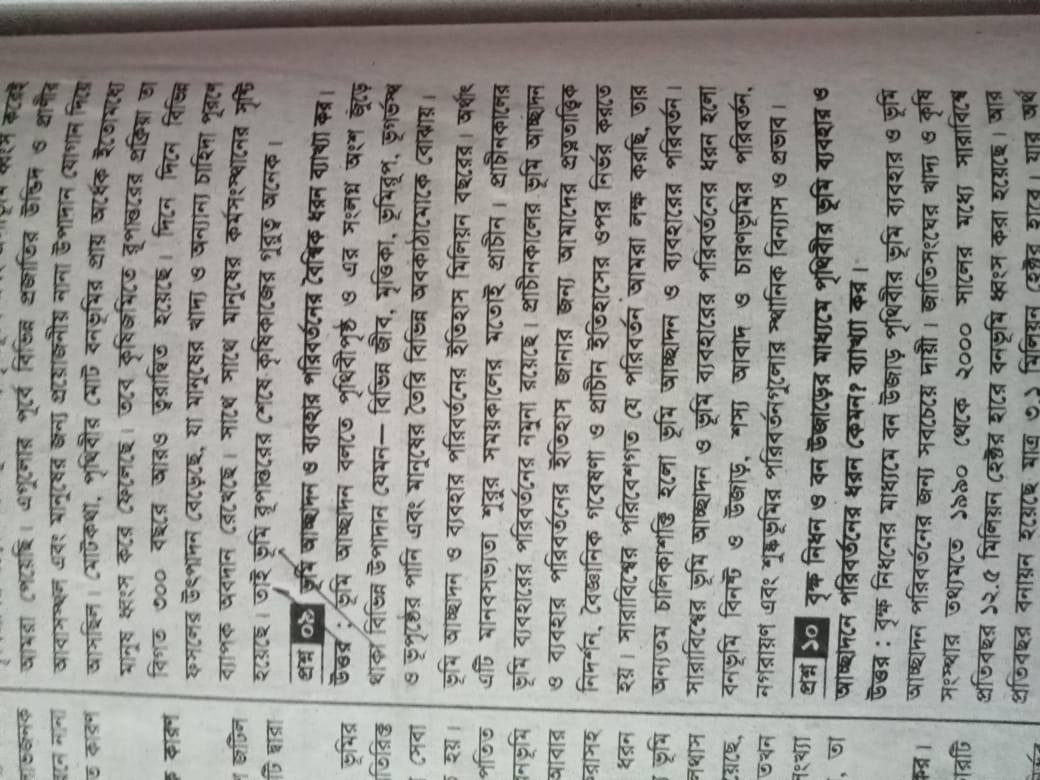 আমরা পেয়েছি। এগুলোর পূর্বে বিভিন্ন প্রজাতির উদ্ভিদ ও প্রাণীর
আবাসস্থল এবং মানুষের জন্য প্রয়োজনীয় নানা উপাদান যোগান দিয়ে
আসছিল। মোটকথা, পৃথিবীর মোট বনভূমির প্রায় অর্ধেক ইতোমধ্যে
মানুষ ধ্বংস করে ফেলেছে। তবে কৃষিজমিতে রূপান্তরের প্রক্রিয়া তা
বিগত ৩০০ বছরে আরও ত্বরান্বিত হয়েছে। দিনে দিনে বিভিন্ন
ফসলের উৎপাদন বেড়েছে, যা মানুষের খাদ্য ও অন্যান্য চাহিদা পূরণে
ব্যাপক অবদান রেখেছে। সাথে সাথে মানুষের কর্মসংস্থানের সৃষ্টি
হয়েছে। তাই ভূমি রূপান্তরের শেষে কৃষিকাজের গুরুত্ব অনেক।
প্রশ্ন ০৯ ভূমি আচ্ছাদন ও ব্যবহার পরিবর্তনের বৈশ্বিক ধরন ব্যাখ্যা কর।
উত্তর : ভূমি আচ্ছাদন বলতে পৃথিবীপৃষ্ঠ ও এর সংলগ্ন অংশ জুড়ে
থাকা বিভিন্ন উপাদান যেমন— বিভিন্ন জীব, মৃত্তিকা, ভূমিরূপ, ভূগর্ভস্থ
ও ভূপৃষ্ঠের পানি এবং মানুষের তৈরি বিভিন্ন অবকাঠামোকে বোঝায়।
ভূমি আচ্ছাদন ও ব্যবহার পরিবর্তনের ইতিহাস মিলিয়ন বছরের। অর্থাৎ
এটি মানবসভ্যতা শুরুর সময়কালের মতোই প্রাচীন। প্রাচীনকালের
ভূমি ব্যবহারের পরিবর্তনের নমুনা রয়েছে। প্রাচীনকালের ভূমি আচ্ছাদন
ও ব্যবহার পরিবর্তনের ইতিহাস জানার জন্য আমাদের প্রত্নতাত্ত্বিক
নিদর্শন, বৈজ্ঞানিক গবেষণা ও প্রাচীন ইতিহাসের ওপর নির্ভর করতে
হয়। সারাবিশ্বের পরিবেশগত যে পরিবর্তন আমরা লক্ষ করছি, তার
অন্যতম চালিকাশক্তি হলো ভূমি আচ্ছাদন ও ব্যবহারের পরিবর্তন।
সারাবিশ্বের ভূমি আচ্ছাদন ও ভূমি ব্যবহারের পরিবর্তনের ধরন হলো
বনভূমি বিনষ্ট ও উজাড়, শস্য আবাদ ও চারণভূমির পরিবর্তন,
নগরায়ণ এবং শুষ্কভূমির পরিবর্তনগুলোর স্থানিক বিন্যাস ও প্রভাব।
প্রশ্ন ১০ বৃক্ষ নিধন ও বন উজাড়ের মাধ্যমে পৃথিবীর ভূমি ব্যবহার ও
আচ্ছাদনে পরিবর্তনের ধরন কেমন? ব্যাখ্যা কর।
উত্তর : বৃক্ষ নিধনের মাধ্যমে বন উজাড় পৃথিবীর ভূমি ব্যবহার ও ভূমি
আচ্ছাদন পরিবর্তনের জন্য সবচেয়ে দায়ী। জাতিসংঘের খাদ্য ও কৃষি
সংস্থার তথ্যমতে ১৯৯০ থেকে ২০০০ সালের মধ্যে সারাবিশ্বে
প্রতিবছর ১২.৫ মিলিয়ন হেক্টর হারে বনভূমি ধ্বংস করা হয়েছে। আর
প্রতিবছর বনায়ন হয়েছে মাত্র ৩.১ মিলিয়ন হেক্টর হারে। যার অর্থ
নানা
কারণ
কারণ
জটিল
দ্বারা
ভূমির
সেবা
হয়।
পতিত
আবার
ধরন
ভূমি
তখন
তা
কর।